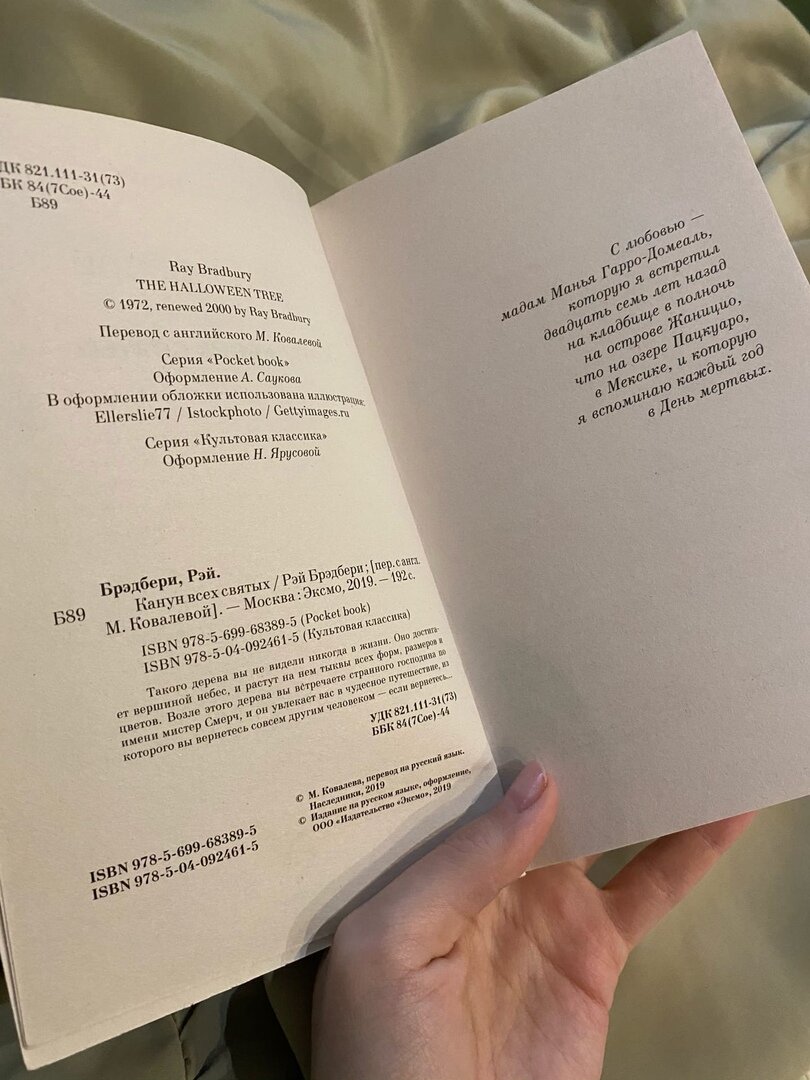 ДК 821.111-31(73)
БК 84(7Сое)-44
Б89
Ray Bradbury
THE HALLOWEEN TREE
© 1972, renewed 2000 by Ray Bradbury
Перевод с английского М. Ковалевой
Серия «Pocket book»
Оформление А. Саукова
В оформлении обложки использована иллюстрация:
Ellerslie77 / Istockphoto / Gettyimages.ru
Серия «Культовая классика»
Оформление Н. Ярусовой
Брэдбери, Рэй.
Б89 Канун всех святых / Рэй Брэдбери ; [пер. с англ.
М. Ковалевой]. — Москва : Эксмо, 2019. — 192 с.
ISBN 978-5-699-68389-5 (Pocket book)
ISBN 978-5-04-092461-5 (Культовая классика)
Такого дерева вы не видели никогда в жизни. Оно достига-
ет вершиной небес, и растут на нем тыквы всех форм, размеров и
цветов. Возле этого дерева вы встречаете странного господина по
имени мистер Смерч, и он увлекает вас в чудесное путешествие, из
которого вы вернетесь совсем другим человеком — если вернетесь...
УДК 821.111-31(73)
ББК 84(7Сое)-44
© М. Ковалева, перевод на русский язык.
Наследники, 2019
© Издание на русском языке, оформление,
ООО «Издательство «Эксмо», 2019
ISBN 978-5-699-68389-5
ISBN 978-5-04-092461-5
С любовью —
мадам Манья Гарро-Домеаль,
которую я встретил
двадцать семь лет назад
на кладбище в полночь
на острове Жаницио,
что на озере Пацкуаро,
в Мексике, и которую
я вспоминаю каждый год
в День мертвых.